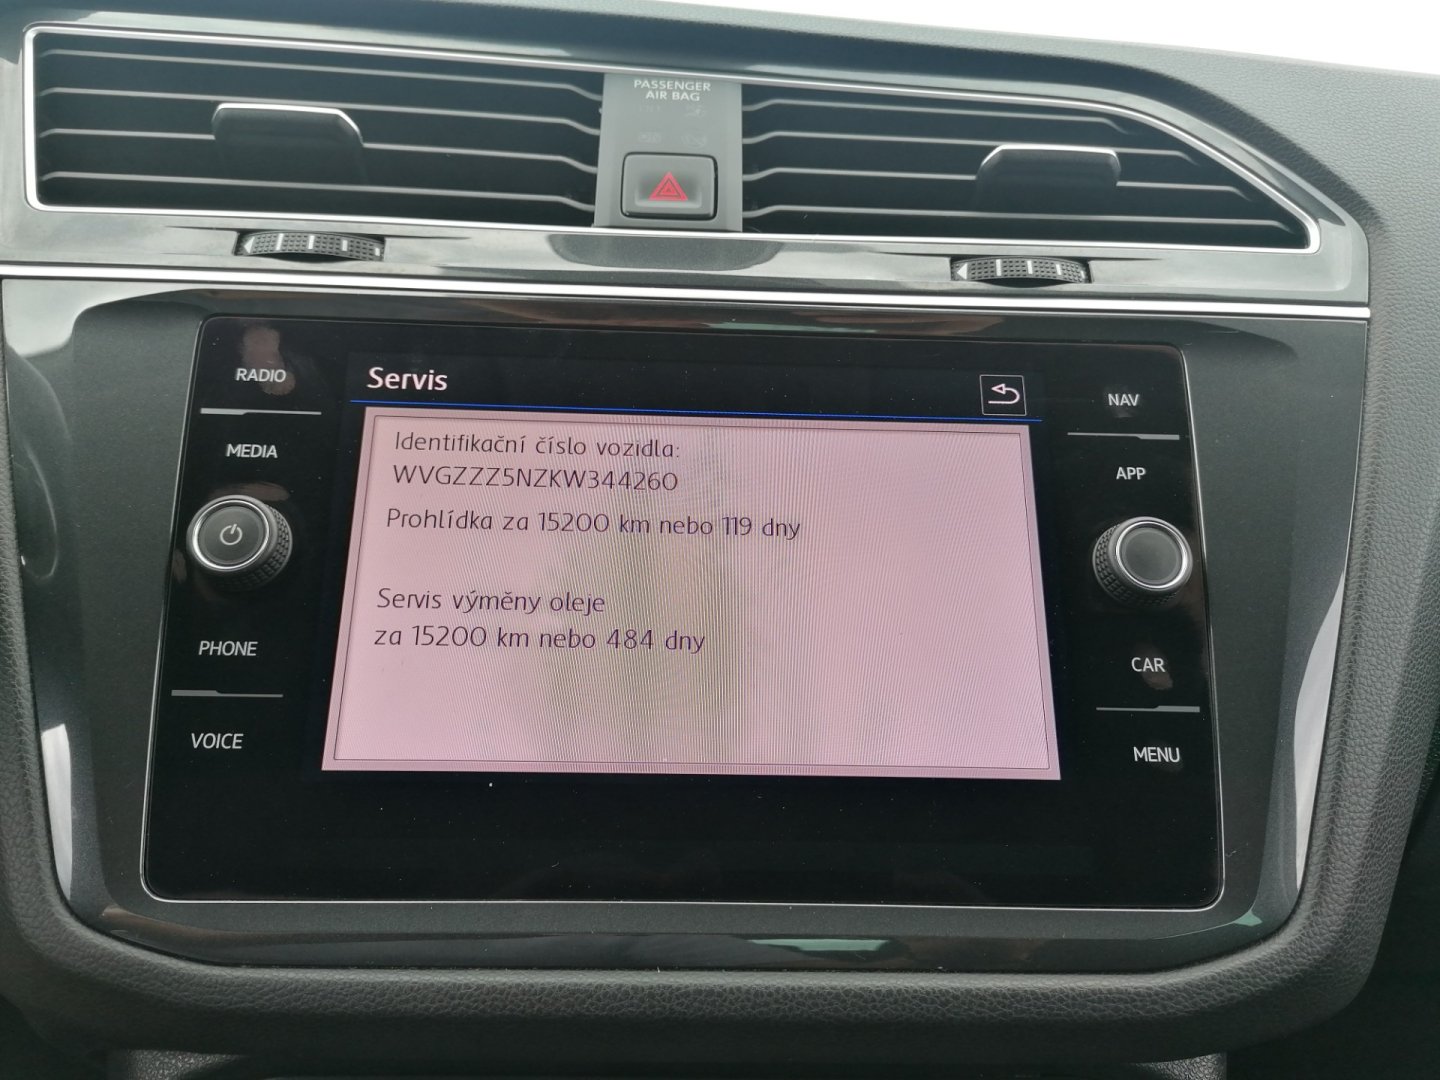 PASSENGER
AIR BAG
RADIO
MEDIA
PHONE
VOICE
Servis
Identifikační číslo vozidla:
WVGZZZ5NZKW344260
Prohlídka za 15200 km nebo 119 dny
Servis výměny oleje
za 15200 km nebo 484 dny
NAV
APP
CAR
MENU